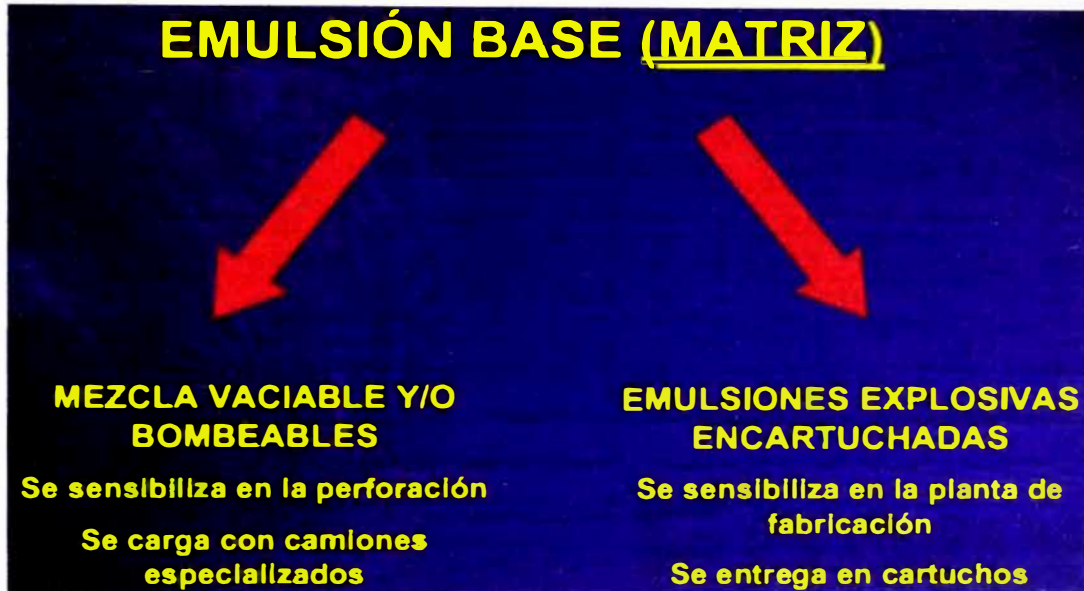 EMULSIÓN BASE (MATRIZ)
MEZCLA VACIABLE Y/O
BOMBEABLES
Se sensibiliza en la perforación
Se carga con camiones
especializados
EMULSIONES EXPLOSIVAS
ENCARTUCHADAS
Se sensibiliza en la planta de
fabricación
Se entrega en cartuchos